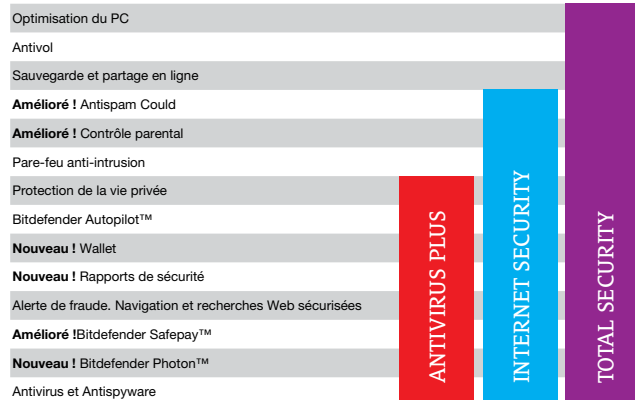 Optimisation du PC
Antivol
Sauvegarde et partage en ligne
Amélioré ! Antispam Could
Amélioré ! Contrôle parental
Pare-feu anti-intrusion
Protection de la vie privée
Bitdefender Autopilot™
Nouveau ! Wallet
Nouveau ! Rapports de sécurité
Alerte de fraude. Navigation et recherches Web sécurisées
Amélioré !Bitdefender Safepay™
Nouveau ! Bitdefender Photon™
Antivirus et Antispyware
ANTIVIRUS PLUS
INTERNET SECURITY
TOTAL SECURITY